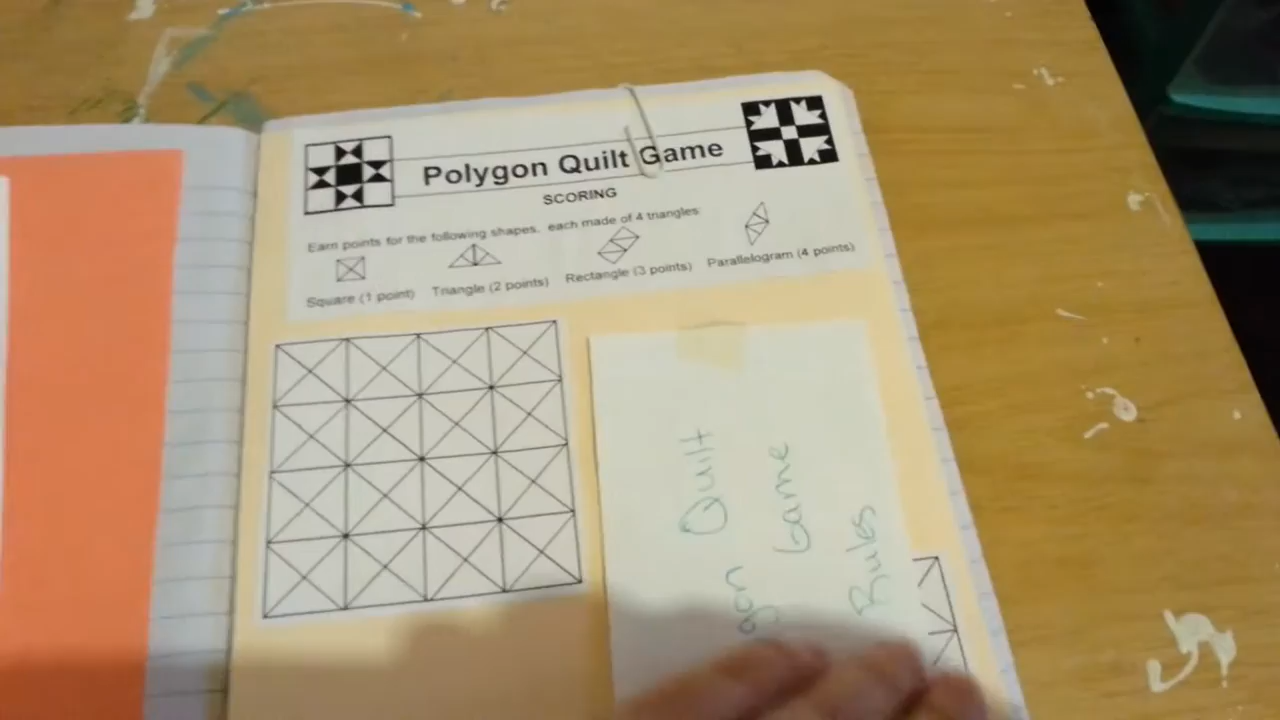 Polygon Quilt Game
SCORING
Earn points for the following shapes, each made of 4 triangles:
Square (1 point) Triangle (2 points) Rectangle (3 points) Parallelogram (4 points)
gon Quilt
Game
Rules